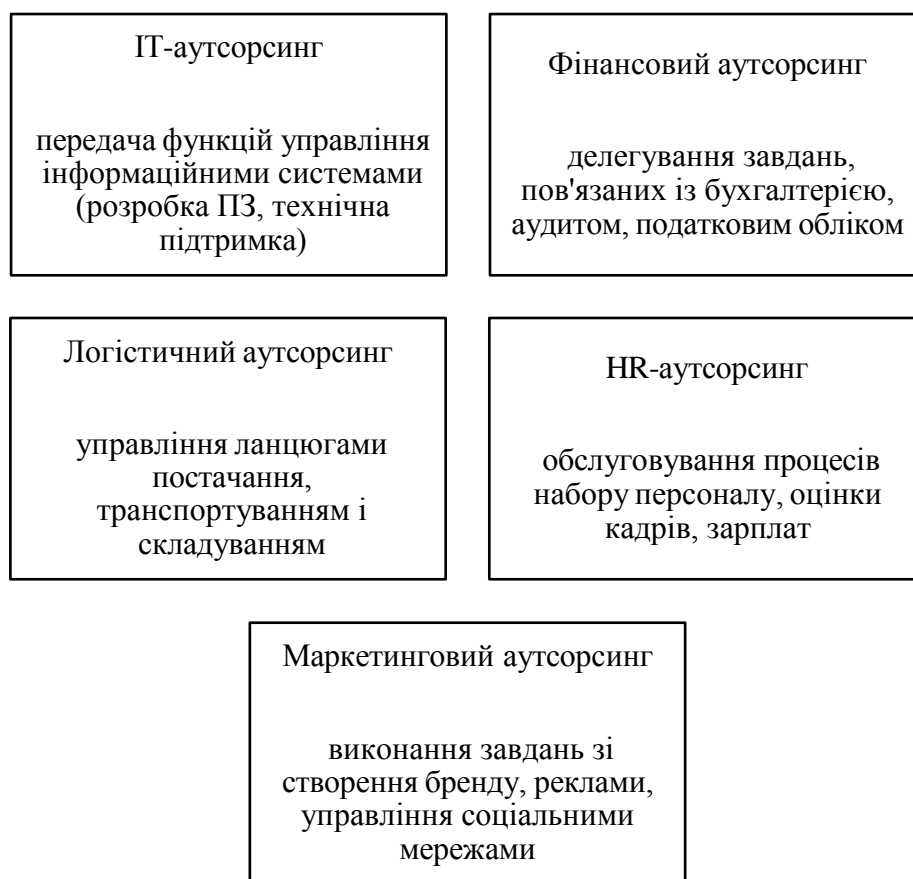 ІТ-аутсорсинг
передача функцій управління
інформаційними системами
(розробка ПЗ, технічна
підтримка)
Фінансовий аутсорсинг
делегування завдань,
пов'язаних із бухгалтерією,
аудитом, податковим обліком
Логістичний аутсорсинг
управління ланцюгами
постачання,
транспортуванням і
складуванням
HR-аутсорсинг
обслуговування процесів
набору персоналу, оцінки
кадрів, зарплат
Маркетинговий аутсорсинг
виконання завдань зі
створення бренду, реклами,
управління соціальними
мережами